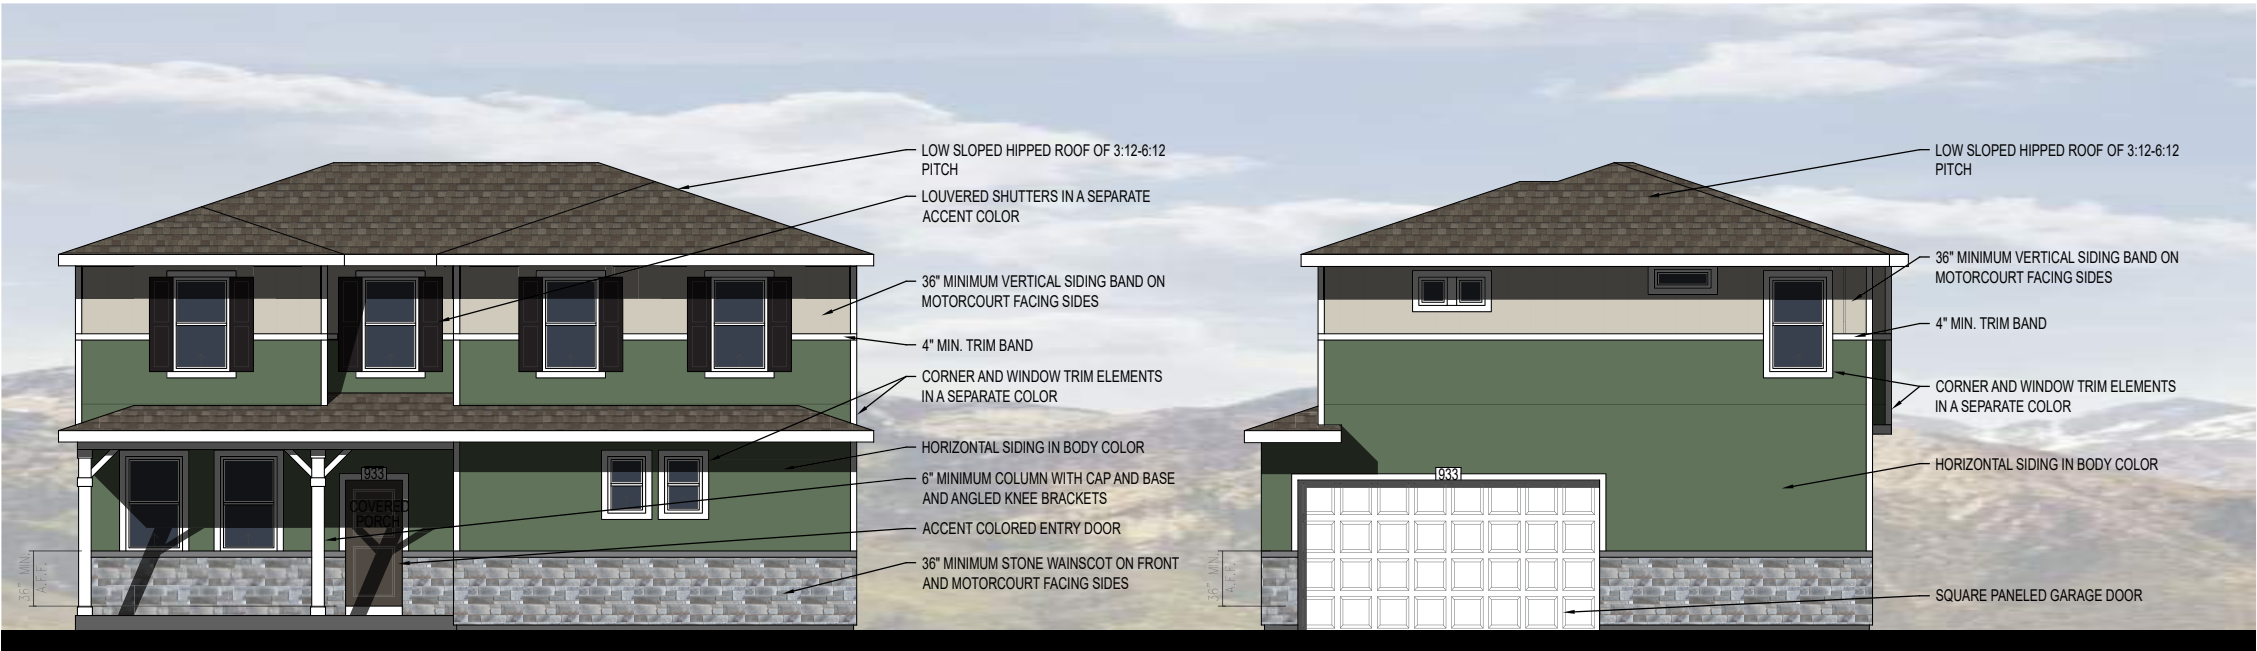 LOW SLOPED HIPPED ROOF OF 3:12-6:12
PITCH
LOUVERED SHUTTERS IN A SEPARATE
ACCENT COLOR
36" MINIMUM VERTICAL SIDING BAND ON
MOTORCOURT FACING SIDES
4" MIN. TRIM BAND
CORNER AND WINDOW TRIM ELEMENTS
IN A SEPARATE COLOR
HORIZONTAL SIDING IN BODY COLOR
6" MINIMUM COLUMN WITH CAP AND BASE
AND ANGLED KNEE BRACKETS
ACCENT COLORED ENTRY DOOR
36" MINIMUM STONE WAINSCOT ON FRONT
AND MOTORCOURT FACING SIDES
933
COVERED
PORCH
36" MIN.
A.F.F.
LOW SLOPED HIPPED ROOF OF 3:12-6:12
PITCH
36" MINIMUM VERTICAL SIDING BAND ON
MOTORCOURT FACING SIDES
4" MIN. TRIM BAND
CORNER AND WINDOW TRIM ELEMENTS
IN A SEPARATE COLOR
HORIZONTAL SIDING IN BODY COLOR
SQUARE PANELED GARAGE DOOR
933
36" MIN.
A.F.F.